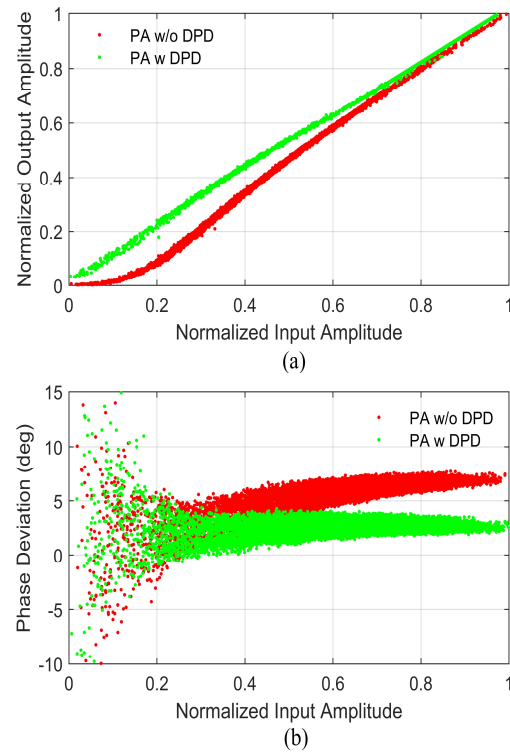 1
0.8
0.6
0.4
0.2
0
Normalized Output Amplitude
PA w/o DPD
PA w DPD
0 0.2 0.4 0.6 0.8 1
Normalized Input Amplitude
(a)
15
10
5
0
-5
-10
Phase Deviation (deg)
PA w/o DPD
PA w DPD
0 0.2 0.4 0.6 0.8 1
Normalized Input Amplitude
(b)